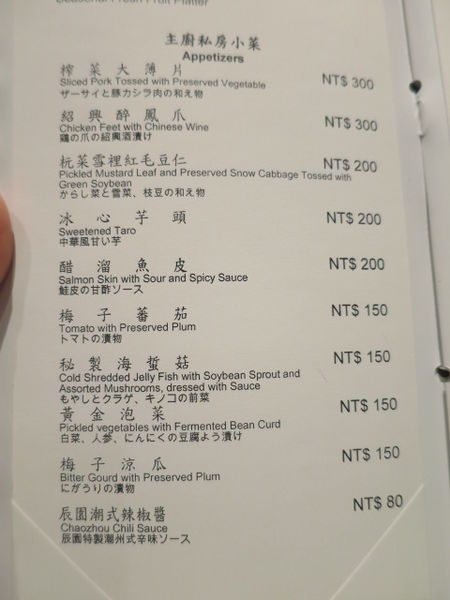 Seasonal Fresh Fruit Platter
主廚私房小菜
Appetizers
榨菜大薄片
Sliced Pork Tossed with Preserved Vegetable NT$ 300
ザーサイと豚カシラ肉の和え物
紹興醉鳳爪
Chicken Feet with Chinese Wine NT$ 300
鶏の爪の紹興酒漬け
杬菜雪裡紅毛豆仁
Pickled Mustard Leaf and Preserved Snow Cabbage Tossed with NT$ 200
Green Soybean
からし菜と雪菜、枝豆の和え物
冰心芋頭
Sweetened Taro NT$ 200
中華風甘い芋
醋溜魚皮
Salmon Skin with Sour and Spicy Sauce NT$ 200
鮭皮の甘酢ソース
梅子蕃茄
Tomato with Preserved Plum NT$ 150
トマトの漬物
秘製海蜇菇 NT$ 150
Cold Shredded Jelly Fish with Soybean Sprout and
Assorted Mushrooms, dressed with Sauce
もやしとクラゲ、キノコの前菜
黃金泡菜 NT$ 150
Pickled vegetables with Fermented Bean Curd
白菜、人参、にんにくの豆腐よう漬け
梅子涼瓜 NT$ 150
Bitter Gourd with Preserved Plum
にがうりの漬物
辰園潮式辣椒醬 NT$ 80
Chaozhou Chili Sauce
辰園特製潮州式辛味ソース